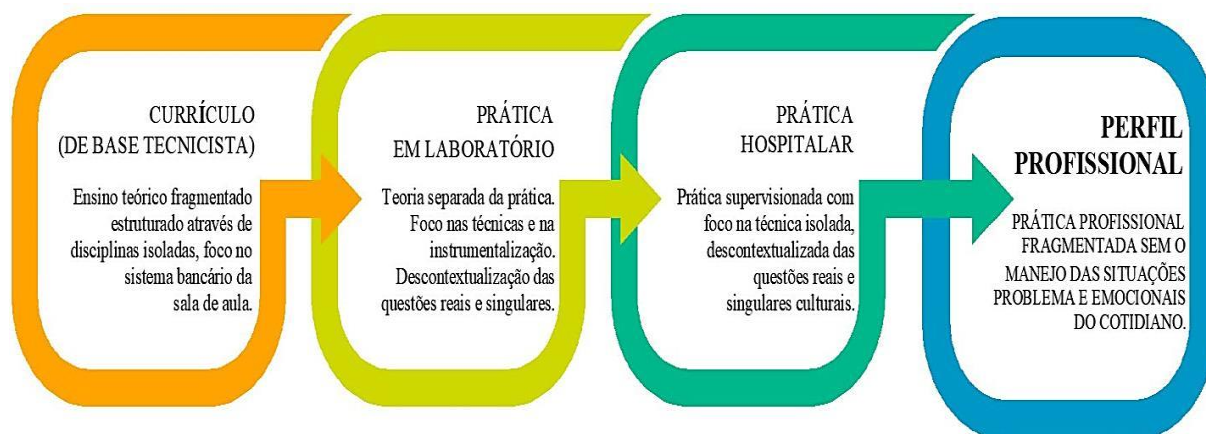 CURRÍCULO
(DE BASE TECNICISTA)
Ensino teórico fragmentado
estruturado através de
disciplinas isoladas, foco no
sistema bancário da
sala de aula.
PRÁTICA
EM LABORATÓRIO
Teoria separada da prática.
Foco nas técnicas e na
instrumentalização.
Descontextualização das
questões reais e singulares.
PRÁTICA
HOSPITALAR
Prática supervisionada com
foco na técnica isolada,
descontextualizada das
questões reais e
singulares culturais.
PERFIL
PROFISSIONAL
PRÁTICA PROFISSIONAL
FRAGMENTADA SEM O
MANEJO DAS SITUAÇÕES
PROBLEMA E EMOCIONAIS
DO COTIDIANO.